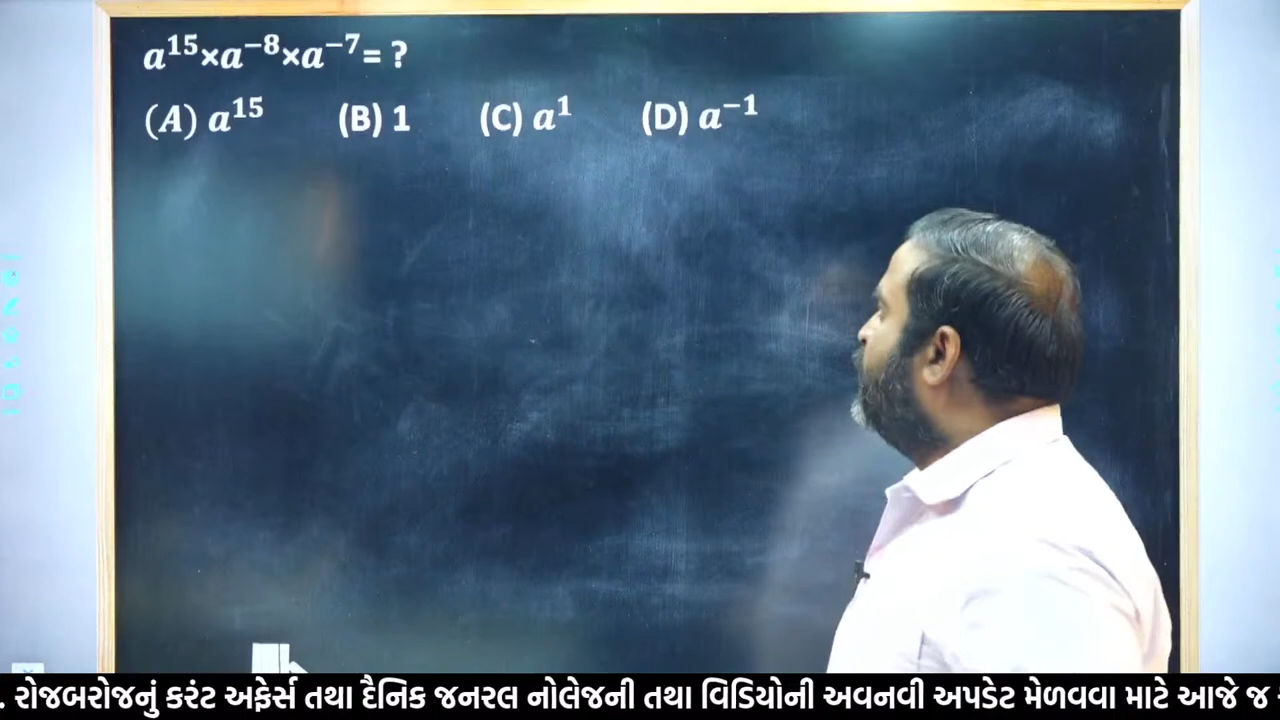 a¹⁵×a⁻⁸×a⁻⁷= ?
(A) a¹⁵ (B) 1 (C) a¹ (D) a⁻¹
. રોજબરોજનું કરંટ અફેર્સ તથા દૈનિક જનરલ નોલેજની તથા વિડિયોની અવનવી અપડેટ મેળવવા માટે આજે જ